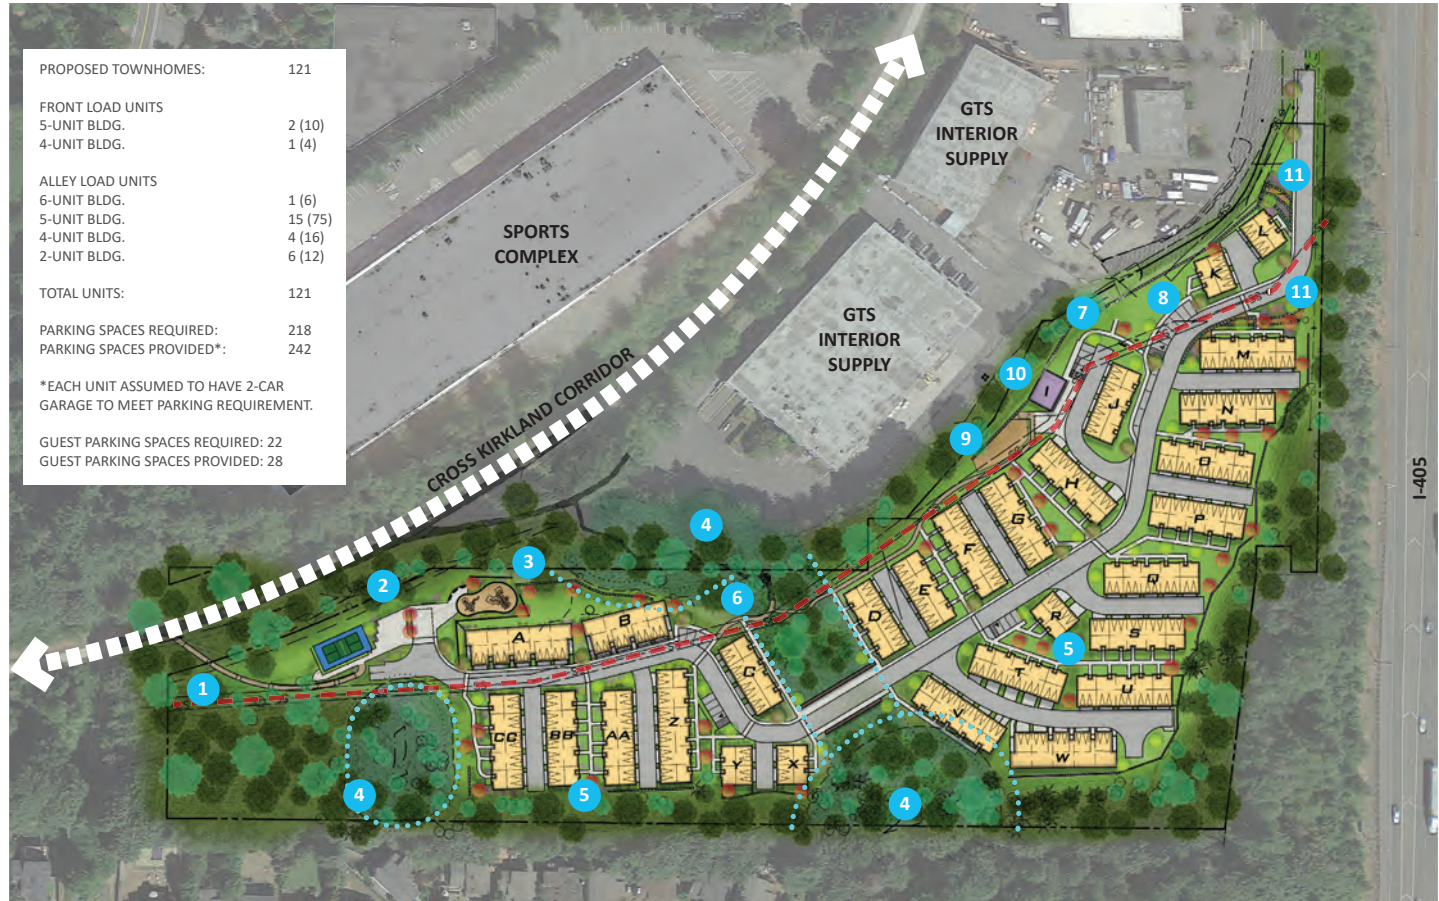 PROPOSED TOWNHOMES: 121
FRONT LOAD UNITS
5-UNIT BLDG. 2 (10)
4-UNIT BLDG. 1 (4)
ALLEY LOAD UNITS
6-UNIT BLDG. 1 (6)
5-UNIT BLDG. 15 (75)
4-UNIT BLDG. 4 (16)
2-UNIT BLDG. 6 (12)
TOTAL UNITS: 121
PARKING SPACES REQUIRED: 218
PARKING SPACES PROVIDED*: 242
*EACH UNIT ASSUMED TO HAVE 2-CAR
GARAGE TO MEET PARKING REQUIREMENT.
GUEST PARKING SPACES REQUIRED: 22
GUEST PARKING SPACES PROVIDED: 28
GTS
INTERIOR
SUPPLY
SPORTS
COMPLEX
GTS
INTERIOR
SUPPLY
CROSS KIRKLAND CORRIDOR
I-405
11
L
K
8
11
7
M
10
I
J
N
9
O
H
P
G
4
F
3
E
Q
2
6
D
R
A
B
S
5
C
T
1
U
V
Z
CC
BB
AA
W
Y
X
4
5
4